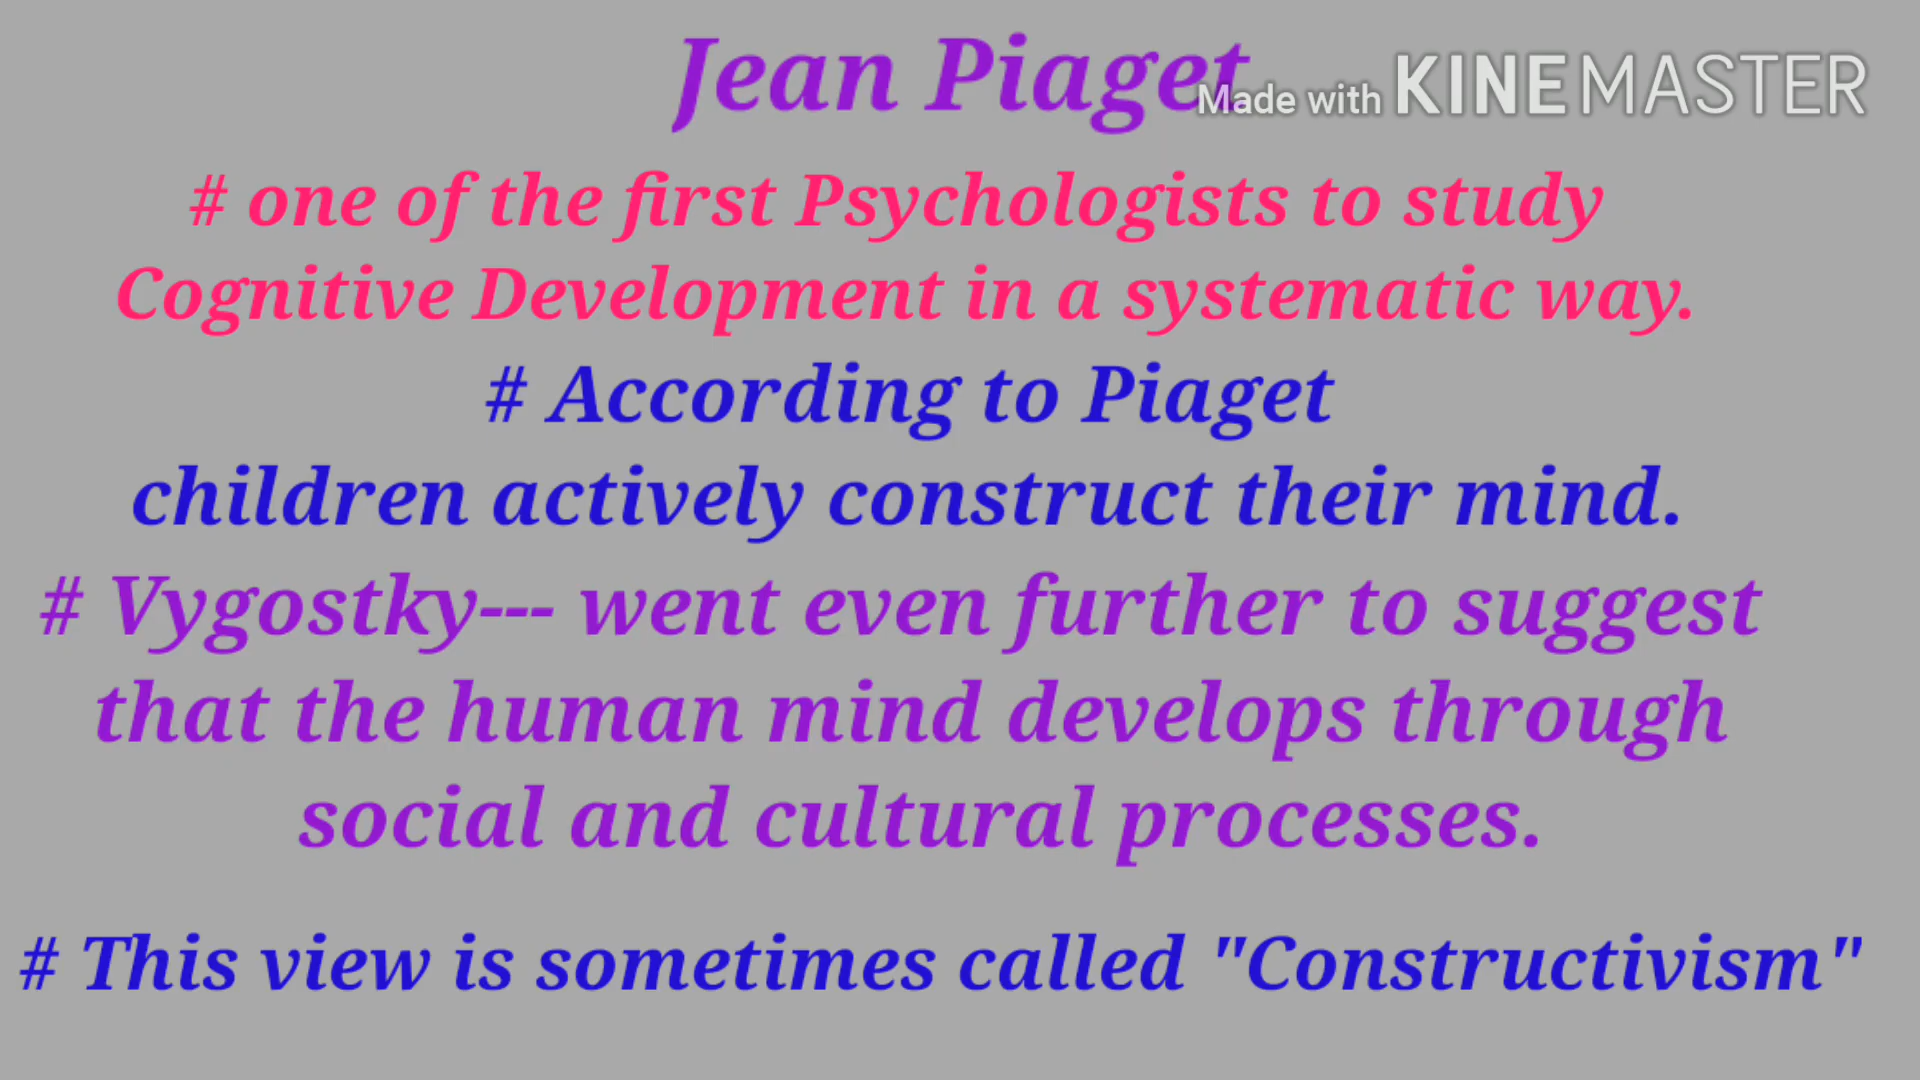 Jean Piaget
Made with KINEMASTER
# one of the first Psychologists to study
Cognitive Development in a systematic way.
# According to Piaget
children actively construct their mind.
# Vygostky--- went even further to suggest
that the human mind develops through
social and cultural processes.
# This view is sometimes called "Constructivism"